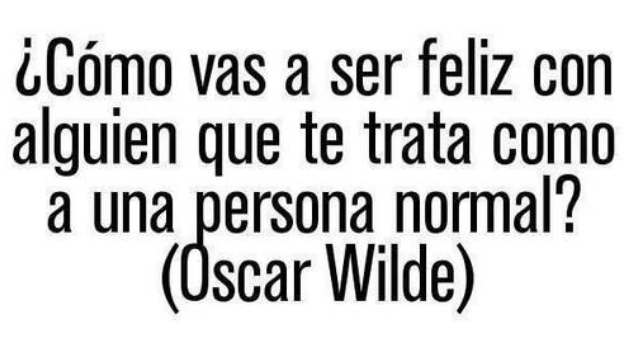 ¿Cómo vas a ser feliz con
alguien que te trata como
a una persona normal?
(Oscar Wilde)